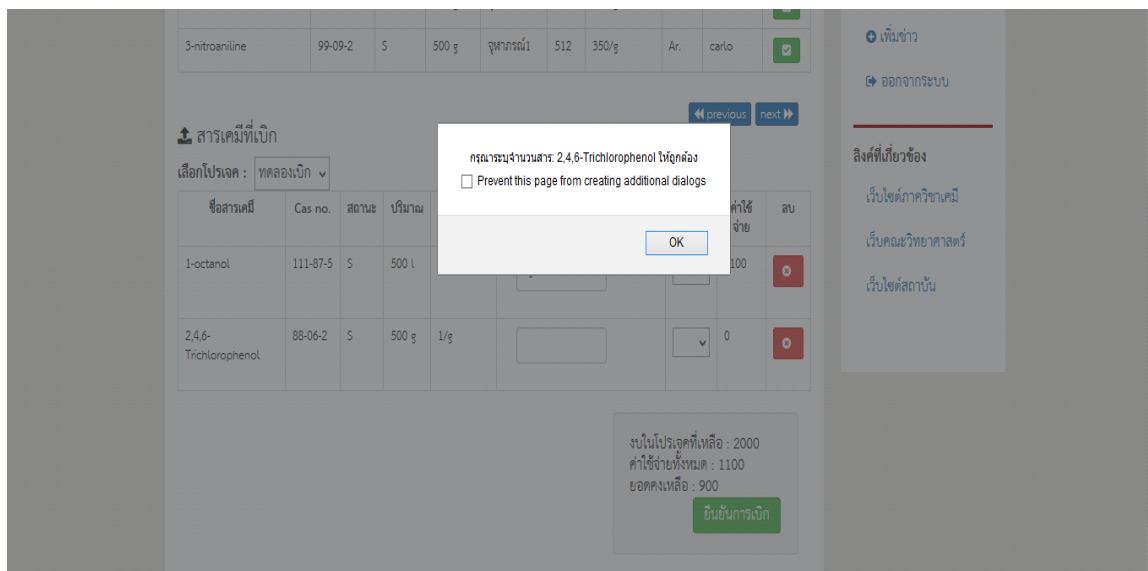 3-nitroaniline 99-09-2 S 500 g จุฬาภรณ์1 512 350/g Ar. carlo
เพิ่มข่าว
ออกจากระบบ
previous next
สารเคมีที่เบิก
เลือกโปรเจค : ทดลองเบิก
กรุณาระบุจำนวนสาร: 2,4,6-Trichlorophenol ให้ถูกต้อง
Prevent this page from creating additional dialogs
OK
ลิงค์ที่เกี่ยวข้อง
เว็บไซต์ภาควิชาเคมี
เว็บคณะวิทยาศาสตร์
เว็บไซต์สถาบัน
ชื่อสารเคมี Cas no. สถานะ ปริมาณ ค่าใช้จ่าย ลบ
1-octanol 111-87-5 S 500 l 100
2,4,6-
Trichlorophenol 88-06-2 S 500 g 1/g 0
งบในโปรเจคที่เหลือ : 2000
ค่าใช้จ่ายทั้งหมด : 1100
ยอดคงเหลือ : 900
ยืนยันการเบิก